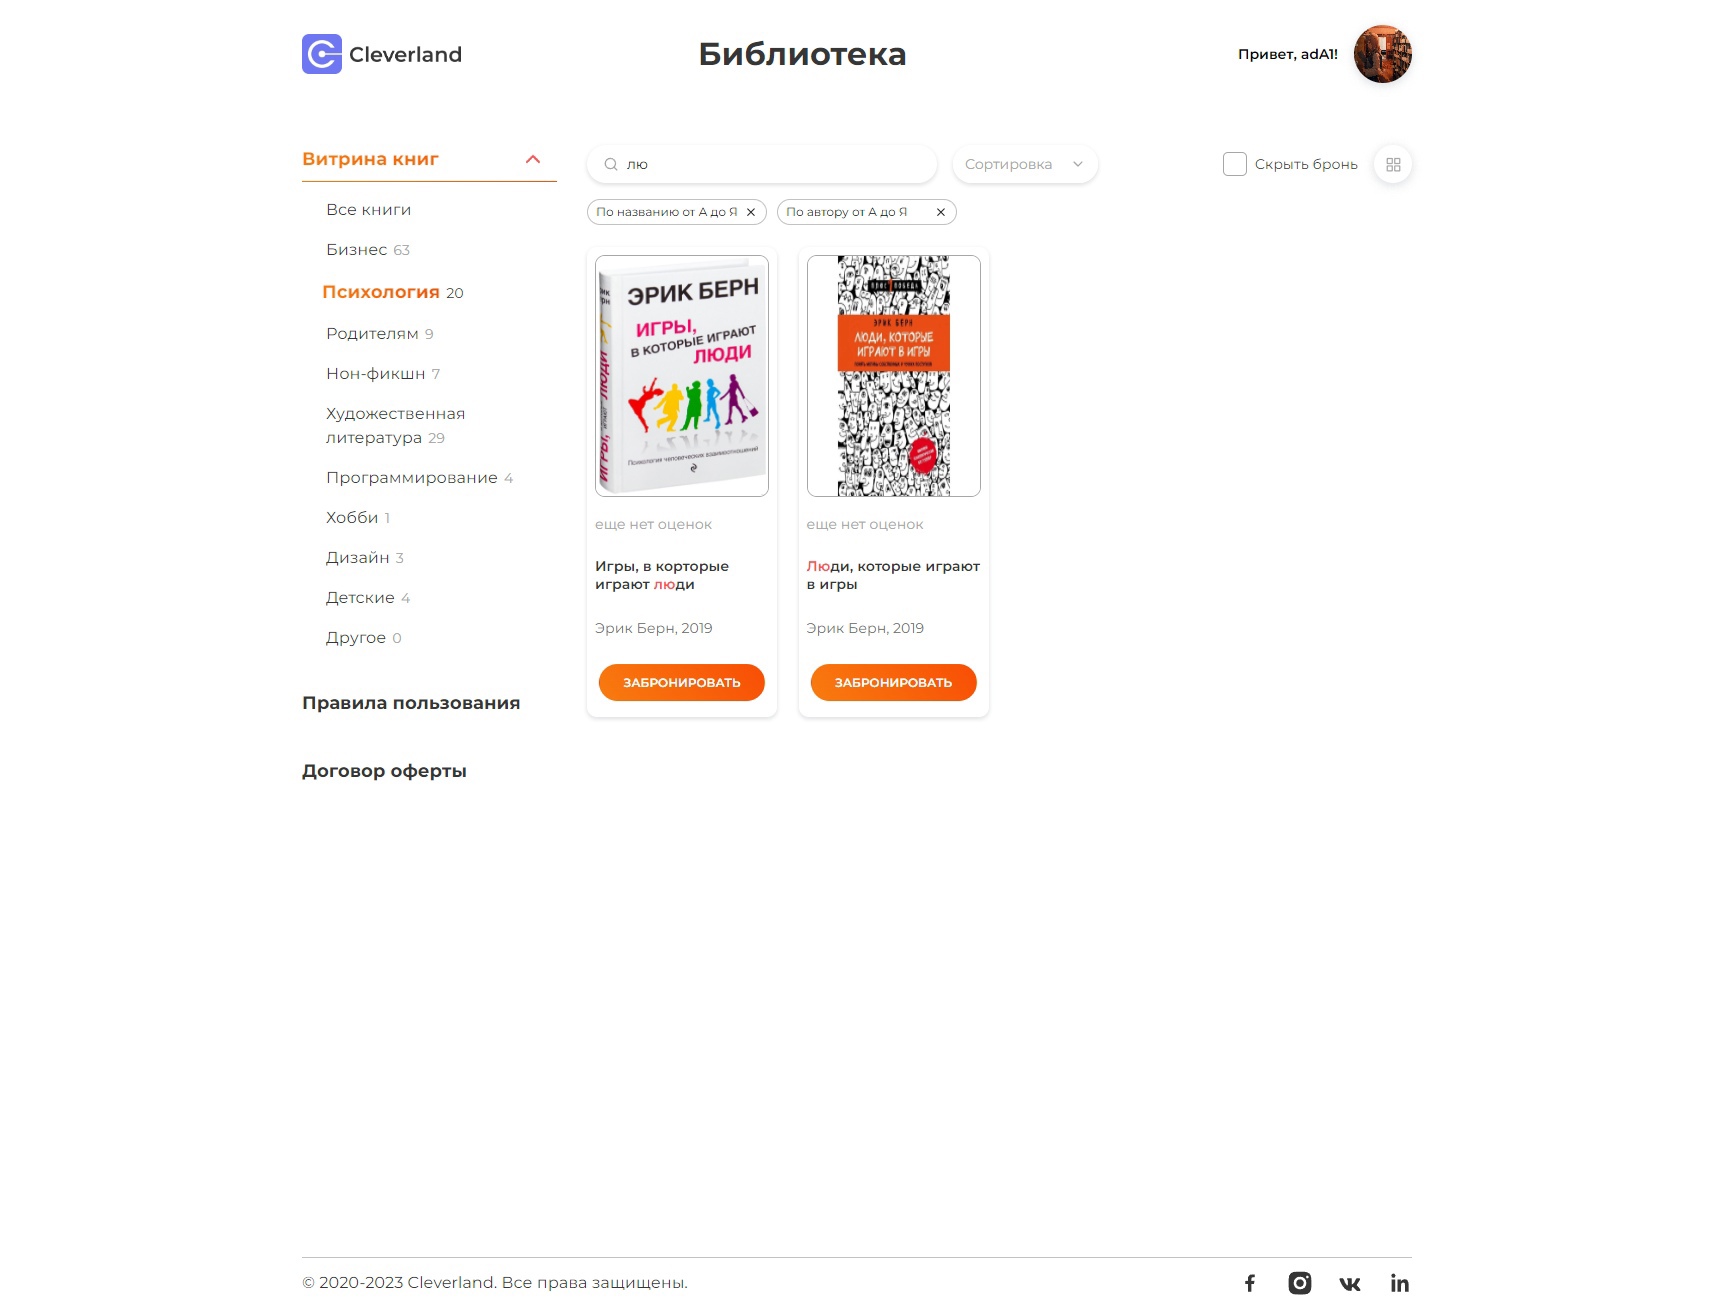 Cleverland
Библиотека
Привет, adA1!
Витрина книг
Все книги
Бизнес 63
Психология 20
Родителям 9
Нон-фикшн 7
Художественная
литература 29
Программирование 4
Хобби 1
Дизайн 3
Детские 4
Другое 0
Правила пользования
Договор оферты
лю
Сортировка
Скрыть бронь
По названию от А до Я
По автору от А до Я
ЭРИК БЕРН
ИГРЫ,
В КОТОРЫЕ ИГРАЮТ
ЛЮДИ
Психология человеческих взаимоотношений
еще нет оценок
Игры, в корторые
играют люди
Эрик Берн, 2019
ЗАБРОНИРОВАТЬ
ЭРИК БЕРН
ЛЮДИ, КОТОРЫЕ
ИГРАЮТ В ИГРЫ
еще нет оценок
Люди, которые играют
в игры
Эрик Берн, 2019
ЗАБРОНИРОВАТЬ
© 2020-2023 Cleverland. Все права защищены.